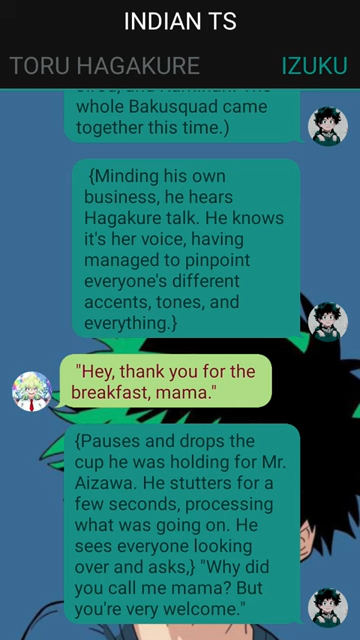 INDIAN TS
TORU HAGAKURE IZUKU
whole Bakusquad came
together this time.)
{Minding his own
business, he hears
Hagakure talk. He knows
it's her voice, having
managed to pinpoint
everyone's different
accents, tones, and
everything.}
"Hey, thank you for the
breakfast, mama."
{Pauses and drops the
cup he was holding for Mr.
Aizawa. He stutters for a
few seconds, processing
what was going on. He
sees everyone looking
over and asks,} "Why did
you call me mama? But
you're very welcome."